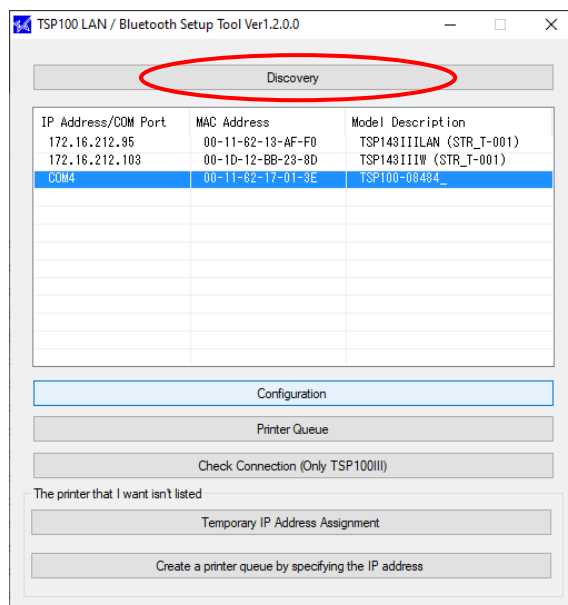 TSP100 LAN / Bluetooth Setup Tool Ver1.2.0.0
Discovery
IP Address/COM Port MAC Address Model Description
172.16.212.95 00-11-62-13-AF-F0 TSP143IIILAN (STR_T-001)
172.16.212.103 00-1D-12-BB-23-8D TSP143IIIW (STR_T-001)
COM4 00-11-62-17-01-3E TSP100-08484_
Configuration
Printer Queue
Check Connection (Only TSP100III)
The printer that I want isn't listed
Temporary IP Address Assignment
Create a printer queue by specifying the IP address